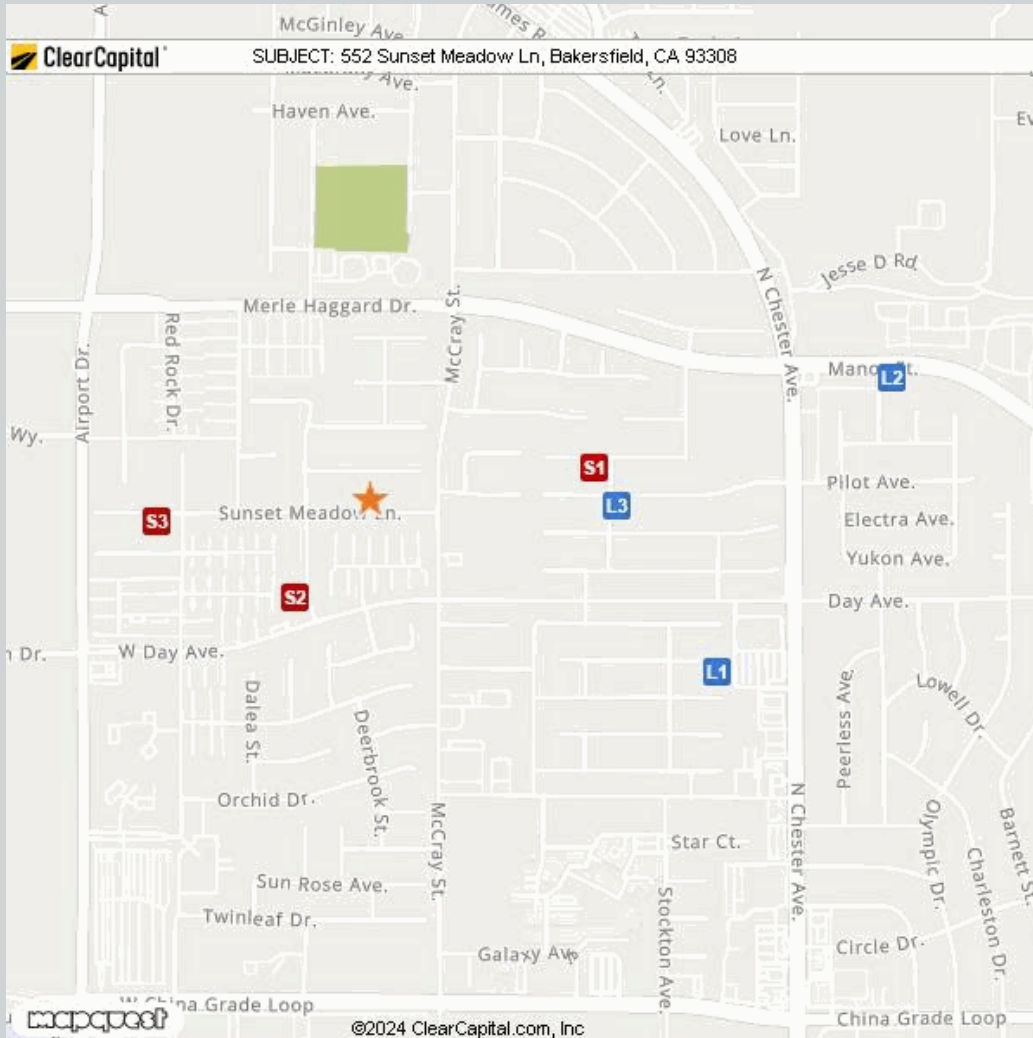 McGinley Ave.
ClearCapital
SUBJECT: 552 Sunset Meadow Ln, Bakersfield, CA 93308
Ave.
Ln.
Haven Ave.
Love Ln.
Jesse D Rd.
N Chester Ave.
Merle Haggard Dr.
McCray St.
Red Rock Dr.
Airport Dr.
L2
Wy.
S1
Pilot Ave.
L3
Sunset Meadow Ln.
S3
Electra Ave.
Yukon Ave.
S2
Day Ave.
W Day Ave.
Dr.
L1
Peerless Ave.
Lowell Dr.
Dalea St.
Deerbrook St.
Orchid Dr.
McCray St.
N Chester Ave.
Star Ct.
Olympic Dr.
Charleston Dr.
Barnett St.
Sun Rose Ave.
Twinleaf Dr.
Stockton Ave.
Galaxy Ave
Circle Dr.
W China Grade Loop
mapquest
©2024 ClearCapital.com, Inc
China Grade Loop